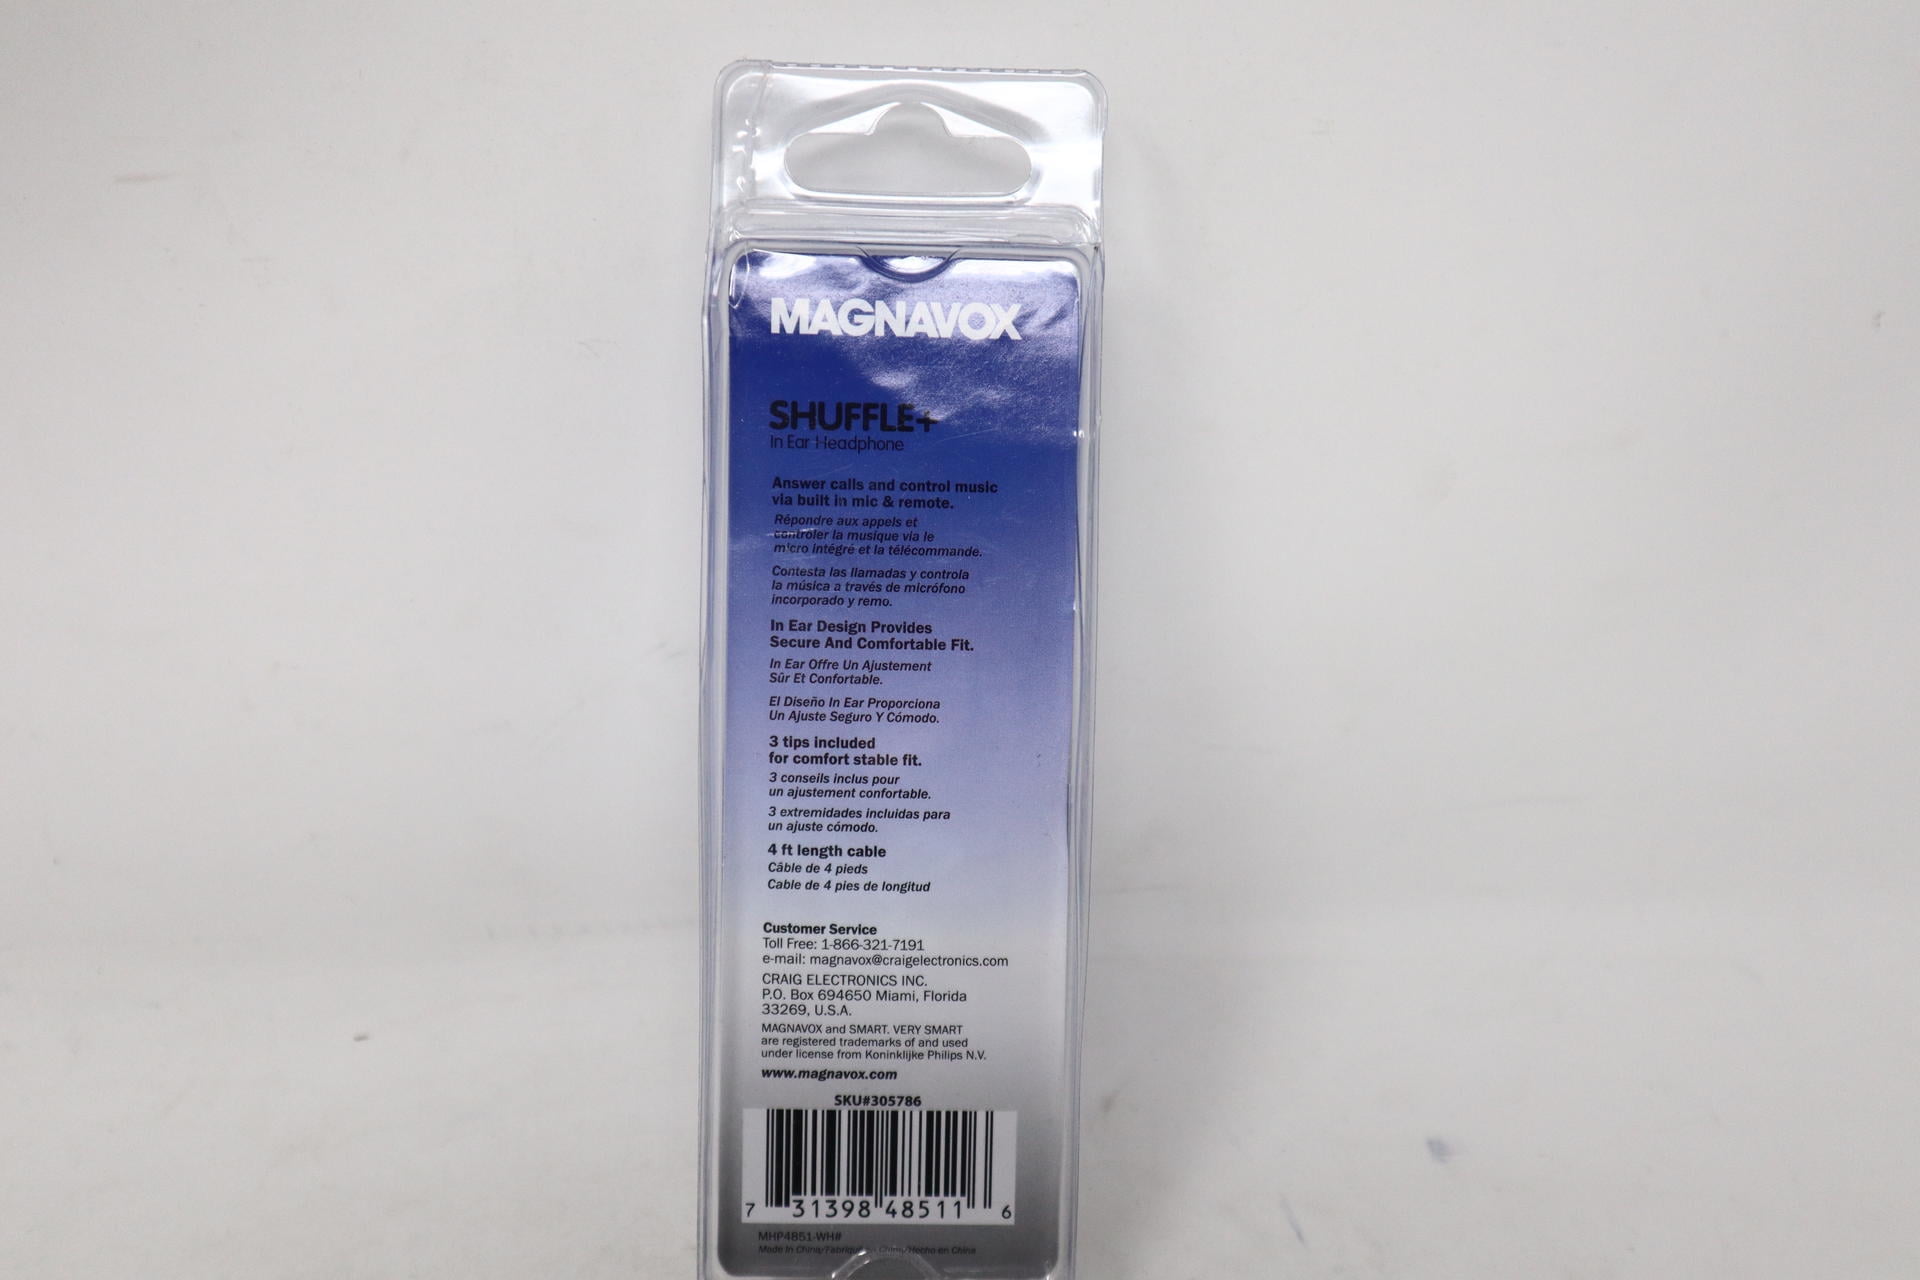 MAGNAVOX
SHUFFLE+
In Ear Headphone
Answer calls and control music
via built in mic & remote.
Répondre aux appels et
controler la musique via le
micro intégré et la télécommande.
Contesta las llamadas y controla
la música a través de micrófono
incorporado y remo.
In Ear Design Provides
Secure And Comfortable Fit.
In Ear Offre Un Ajustement
Sûr Et Confortable.
El Diseño In Ear Proporciona
Un Ajuste Seguro Y Cómodo.
3 tips included
for comfort stable fit.
3 conseils inclus pour
un ajustement confortable.
3 extremidades incluidas para
un ajuste cómodo.
4 ft length cable
Câble de 4 pieds
Cable de 4 pies de longitud
Customer Service
Toll Free: 1-866-321-7191
e-mail: magnavox@craigelectronics.com
CRAIG ELECTRONICS INC.
P.O. Box 694650 Miami, Florida
33269, U.S.A.
MAGNAVOX and SMART. VERY SMART
are registered trademarks of and used
under license from Koninklijke Philips N.V.
www.magnavox.com
SKU#305786
7 31398 48511 6
MHP4851-WH#
Made In China/Fabriqué en China/Hecho en China